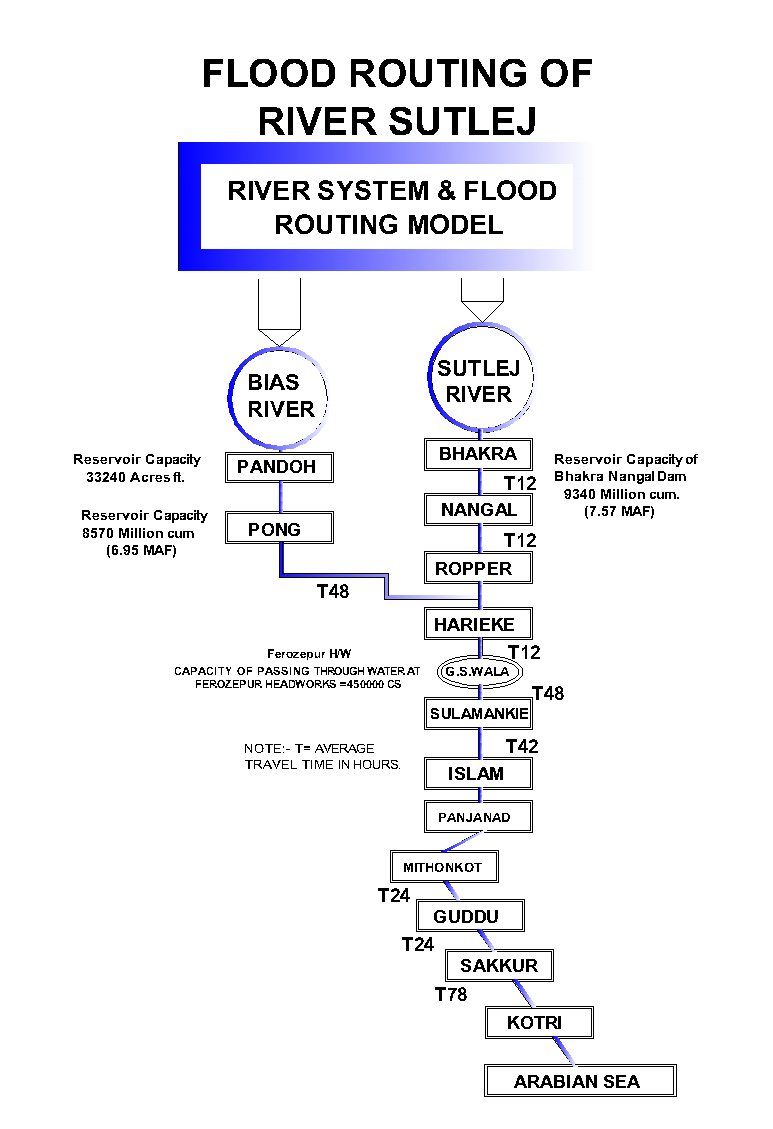 FLOOD ROUTING OF
RIVER SUTLEJ
RIVER SYSTEM & FLOOD
ROUTING MODEL
BIAS
RIVER
SUTLEJ
RIVER
Reservoir Capacity
33240 Acres ft.
PANDOH
BHAKRA
Reservoir Capacity of
Bhakra Nangal Dam
9340 Million cum.
(7.57 MAF)
T12
Reservoir Capacity
8570 Million cum
(6.95 MAF)
PONG
NANGAL
T12
ROPPER
T48
HARIEKE
T12
Ferozepur H/W
CAPACITY OF PASSING THROUGH WATER AT
FEROZEPUR HEADWORKS =450000 CS
G.S.WALA
T48
SULAMANKIE
T42
NOTE:- T= AVERAGE
TRAVEL TIME IN HOURS.
ISLAM
PANJANAD
MITHONKOT
T24
GUDDU
T24
SAKKUR
T78
KOTRI
ARABIAN SEA